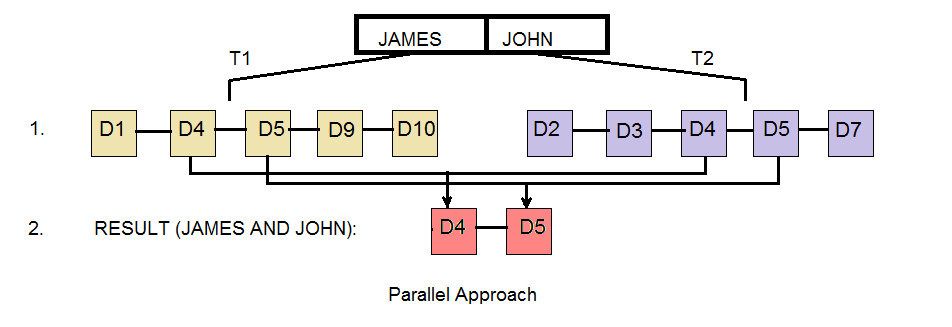 JAMES JOHN
T1 T2
1. D1 D4 D5 D9 D10 D2 D3 D4 D5 D7
2. RESULT (JAMES AND JOHN): D4 D5
Parallel Approach